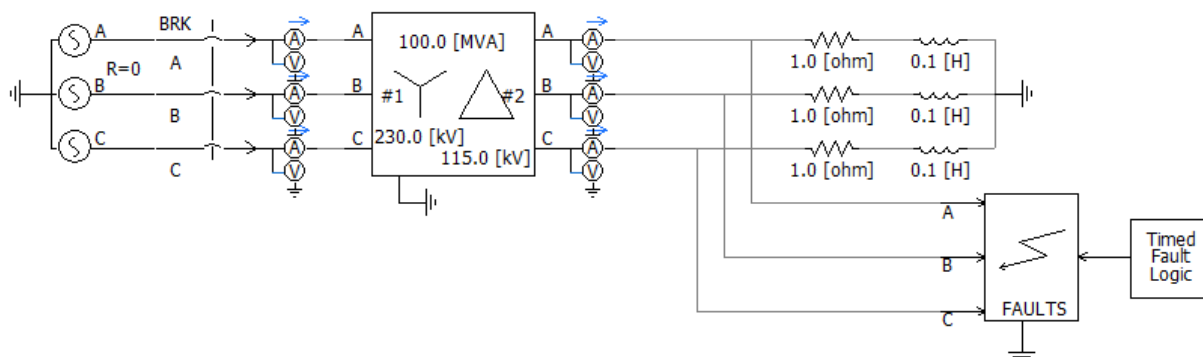 A
BRK
R=0
A
B
B
C
C
A
V
A
V
A
V
A
B
C
100.0 [MVA]
#1
#2
230.0 [kV]
115.0 [kV]
A
B
C
A
V
A
V
A
V
1.0 [ohm]
0.1 [H]
1.0 [ohm]
0.1 [H]
1.0 [ohm]
0.1 [H]
A
B
C
FAULTS
Timed
Fault
Logic